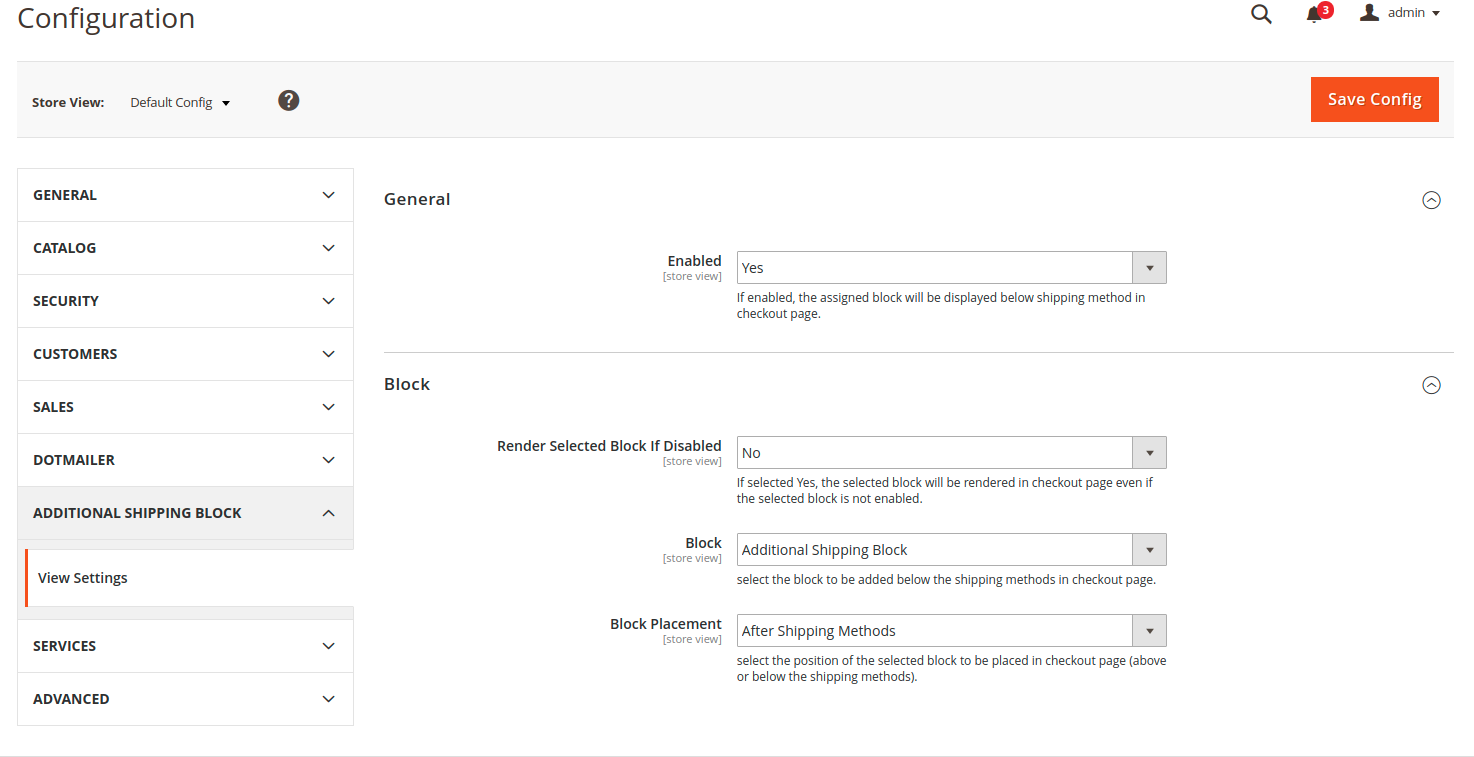 Configuration
3
admin
Store View:
Default Config
?
Save Config
GENERAL
CATALOG
SECURITY
CUSTOMERS
SALES
DOTMAILER
ADDITIONAL SHIPPING BLOCK
View Settings
SERVICES
ADVANCED
General
Enabled
[store view]
Yes
If enabled, the assigned block will be displayed below shipping method in
checkout page.
Block
Render Selected Block If Disabled
[store view]
No
If selected Yes, the selected block will be rendered in checkout page even if
the selected block is not enabled.
Block
[store view]
Additional Shipping Block
select the block to be added below the shipping methods in checkout page.
Block Placement
[store view]
After Shipping Methods
select the position of the selected block to be placed in checkout page (above
or below the shipping methods).